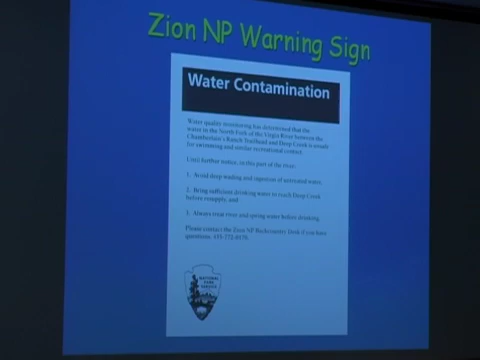 Zion NP Warning Sign
Water Contamination
Water quality monitoring has determined that the
water in the North Fork of the Virgin River between the
Chamberlain's Ranch Trailhead and Deep Creek is unsafe
for swimming and similar recreational contact.
Until further notice, in this part of the river:
1. Avoid deep wading and ingestion of untreated water,
2. Bring sufficient drinking water to reach Deep Creek
before resupply, and
3. Always treat river and spring water before drinking.
Please contact the Zion NP Backcountry Desk if you have
questions:
NATIONAL
PARK
SERVICE